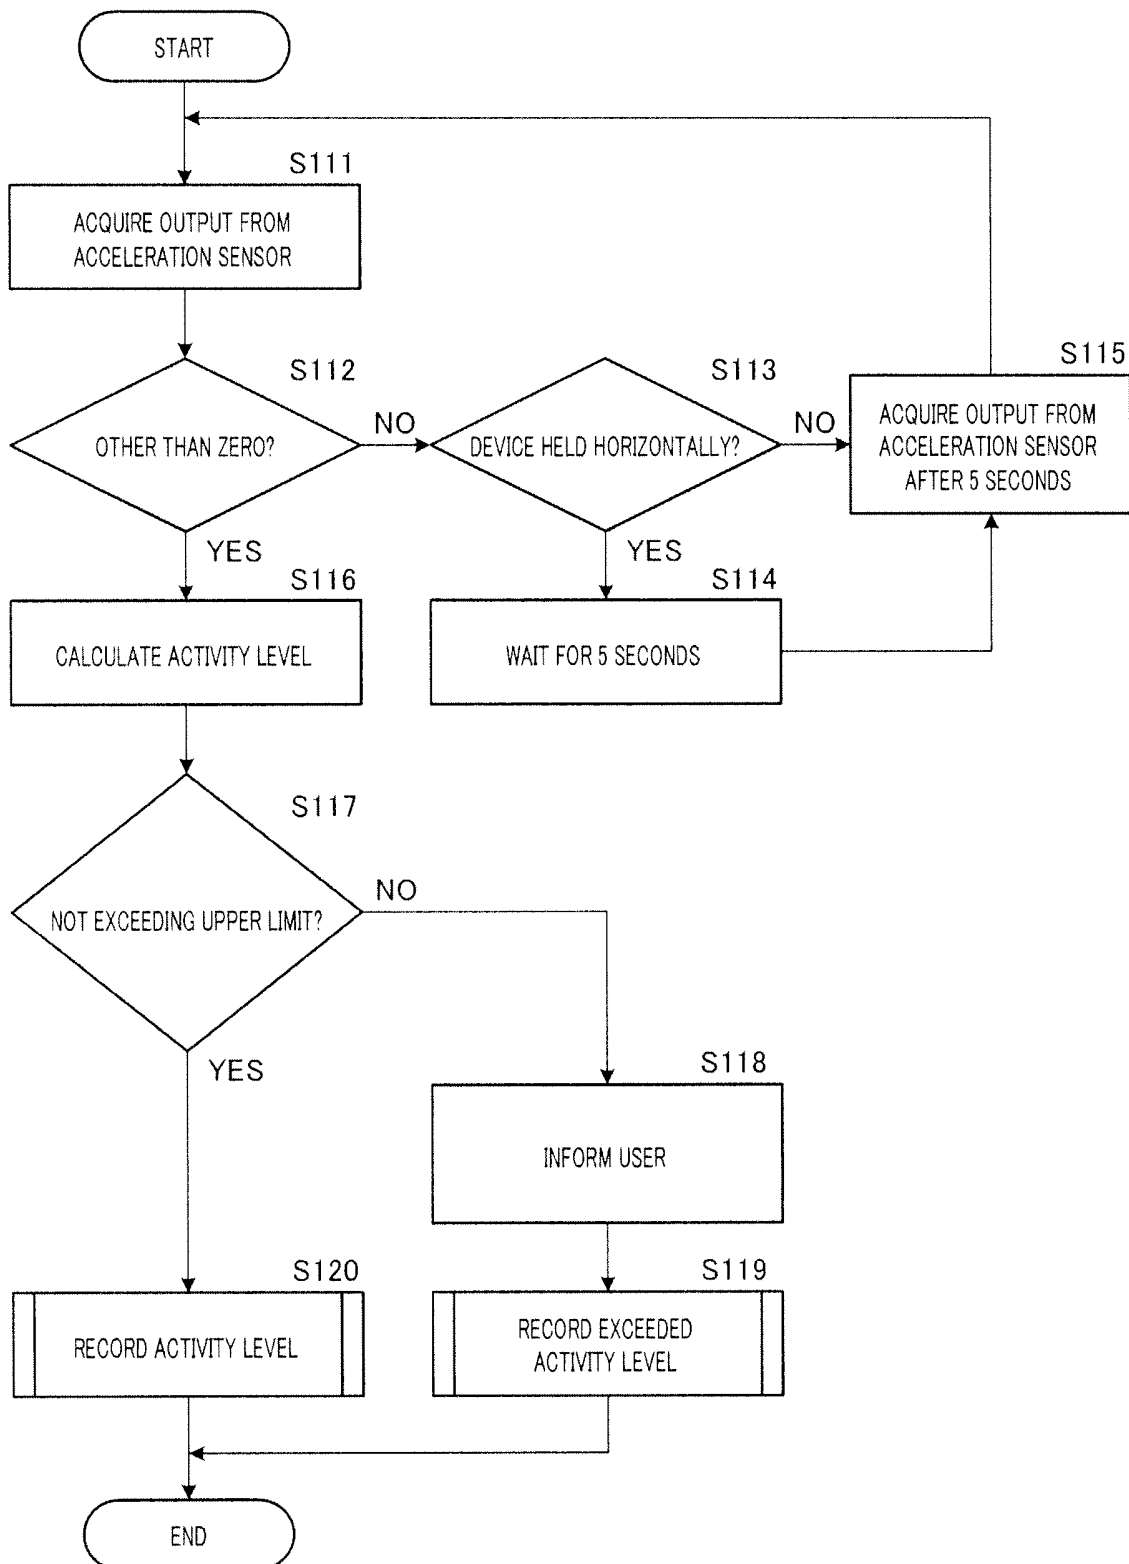 START
S111
ACQUIRE OUTPUT FROM
ACCELERATION SENSOR
S112
OTHER THAN ZERO?
NO
YES
S113
DEVICE HELD HORIZONTALLY?
NO
YES
S115
ACQUIRE OUTPUT FROM
ACCELERATION SENSOR
AFTER 5 SECONDS
S116
CALCULATE ACTIVITY LEVEL
S114
WAIT FOR 5 SECONDS
S117
NOT EXCEEDING UPPER LIMIT?
NO
YES
S118
INFORM USER
S120
RECORD ACTIVITY LEVEL
S119
RECORD EXCEEDED
ACTIVITY LEVEL
END